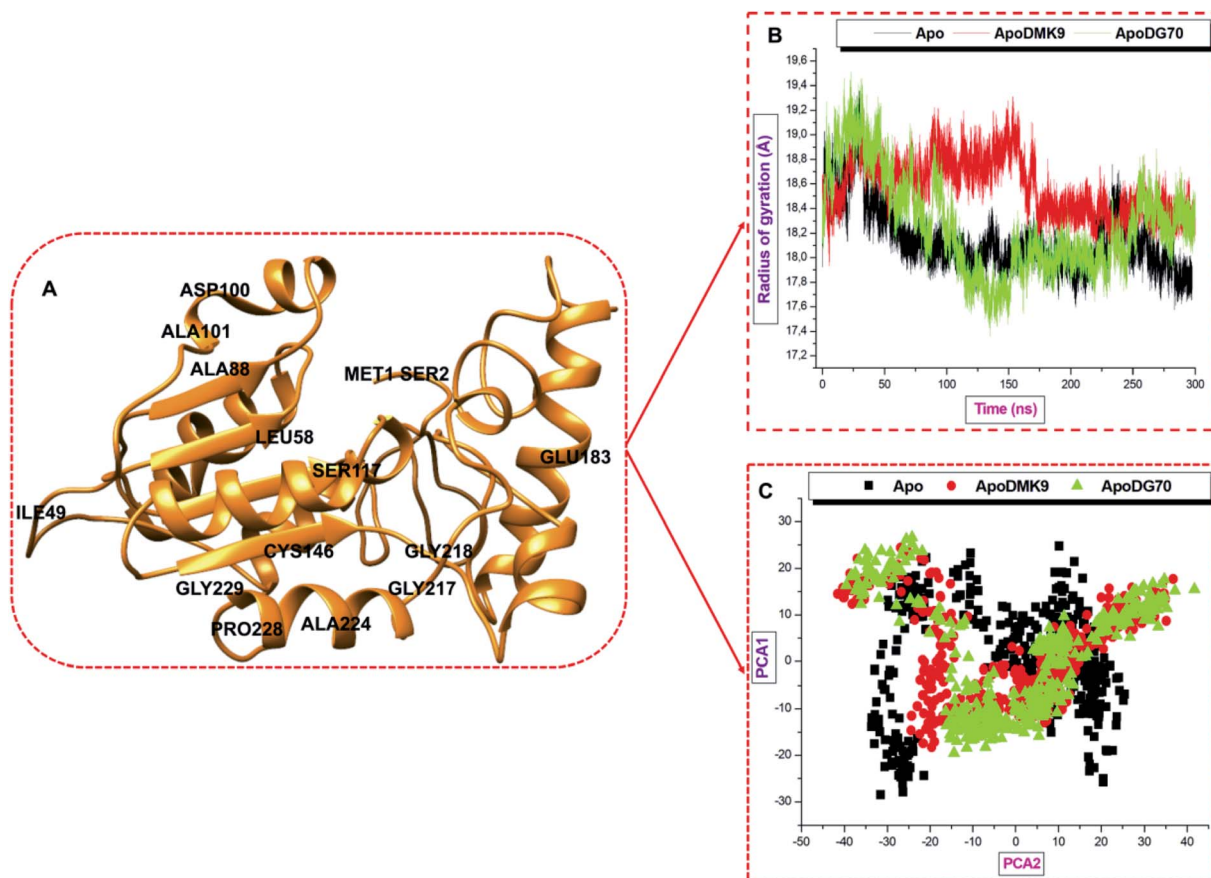 A
ASP100
ALA101
ALA88
MET1 SER2
LEU58
SER117
GLU183
ILE49
CYS146
GLY218
GLY229
GLY217
PRO228
ALA224
B
Apo ApoDMK9 ApoDG70
Radius of gyration (Å)
19,6
19,4
19,2
19,0
18,8
18,6
18,4
18,2
18,0
17,8
17,6
17,4
17,2
0 50 100 150 200 250 300
Time (ns)
C
Apo ApoDMK9 ApoDG70
PCA1
30
20
10
0
-10
-20
-30
-50 -40 -30 -20 -10 0 10 20 30 40
PCA2